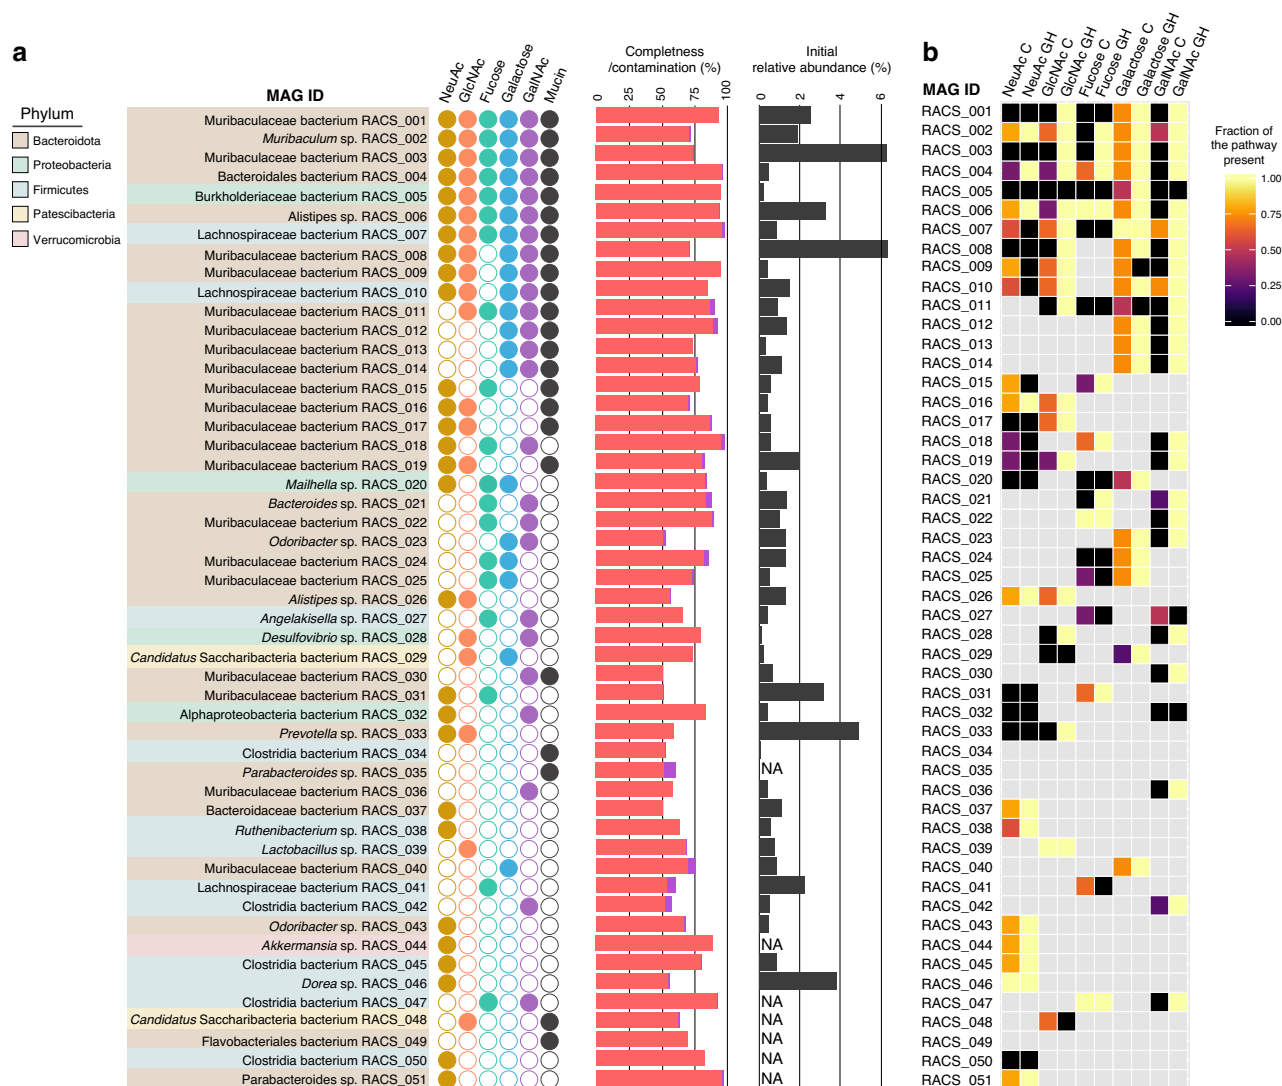 a
Phylum
Bacteroidota
Proteobacteria
Firmicutes
Patescibacteria
Verrucomicrobia
MAG ID
NeuAc
GlcNAc
Fucose
Galactose
GalNAc
Mucin
Completness
/contamination (%)
0
25
50
75
100
Initial
relative abundance (%)
0
2
4
6
Muribaculaceae bacterium RACS_001
Muribaculum sp. RACS_002
Muribaculaceae bacterium RACS_003
Bacteroidales bacterium RACS_004
Burkholderiaceae bacterium RACS_005
Alistipes sp. RACS_006
Lachnospiraceae bacterium RACS_007
Muribaculaceae bacterium RACS_008
Muribaculaceae bacterium RACS_009
Lachnospiraceae bacterium RACS_010
Muribaculaceae bacterium RACS_011
Muribaculaceae bacterium RACS_012
Muribaculaceae bacterium RACS_013
Muribaculaceae bacterium RACS_014
Muribaculaceae bacterium RACS_015
Muribaculaceae bacterium RACS_016
Muribaculaceae bacterium RACS_017
Muribaculaceae bacterium RACS_018
Muribaculaceae bacterium RACS_019
Mailhella sp. RACS_020
Bacteroides sp. RACS_021
Muribaculaceae bacterium RACS_022
Odoribacter sp. RACS_023
Muribaculaceae bacterium RACS_024
Muribaculaceae bacterium RACS_025
Alistipes sp. RACS_026
Angelakisella sp. RACS_027
Desulfovibrio sp. RACS_028
Candidatus Saccharibacteria bacterium RACS_029
Muribaculaceae bacterium RACS_030
Muribaculaceae bacterium RACS_031
Alphaproteobacteria bacterium RACS_032
Prevotella sp. RACS_033
Clostridia bacterium RACS_034
Parabacteroides sp. RACS_035 NA
Muribaculaceae bacterium RACS_036
Bacteroidaceae bacterium RACS_037
Ruthenibacterium sp. RACS_038
Lactobacillus sp. RACS_039
Muribaculaceae bacterium RACS_040
Lachnospiraceae bacterium RACS_041
Clostridia bacterium RACS_042
Odoribacter sp. RACS_043
Akkermansia sp. RACS_044 NA
Clostridia bacterium RACS_045
Dorea sp. RACS_046
Clostridia bacterium RACS_047 NA
Candidatus Saccharibacteria bacterium RACS_048 NA
Flavobacteriales bacterium RACS_049 NA
Clostridia bacterium RACS_050 NA
Parabacteroides sp. RACS_051 NA
b
MAG ID
NeuAc C
NeuAc GH
GlcNAc C
GlcNAc GH
Fucose C
Fucose GH
Galactose C
Galactose GH
GalNAc C
GalNAc GH
RACS_001
RACS_002
RACS_003
RACS_004
RACS_005
RACS_006
RACS_007
RACS_008
RACS_009
RACS_010
RACS_011
RACS_012
RACS_013
RACS_014
RACS_015
RACS_016
RACS_017
RACS_018
RACS_019
RACS_020
RACS_021
RACS_022
RACS_023
RACS_024
RACS_025
RACS_026
RACS_027
RACS_028
RACS_029
RACS_030
RACS_031
RACS_032
RACS_033
RACS_034
RACS_035
RACS_036
RACS_037
RACS_038
RACS_039
RACS_040
RACS_041
RACS_042
RACS_043
RACS_044
RACS_045
RACS_046
RACS_047
RACS_048
RACS_049
RACS_050
RACS_051
Fraction of
the pathway
present
1.00
0.75
0.50
0.25
0.00